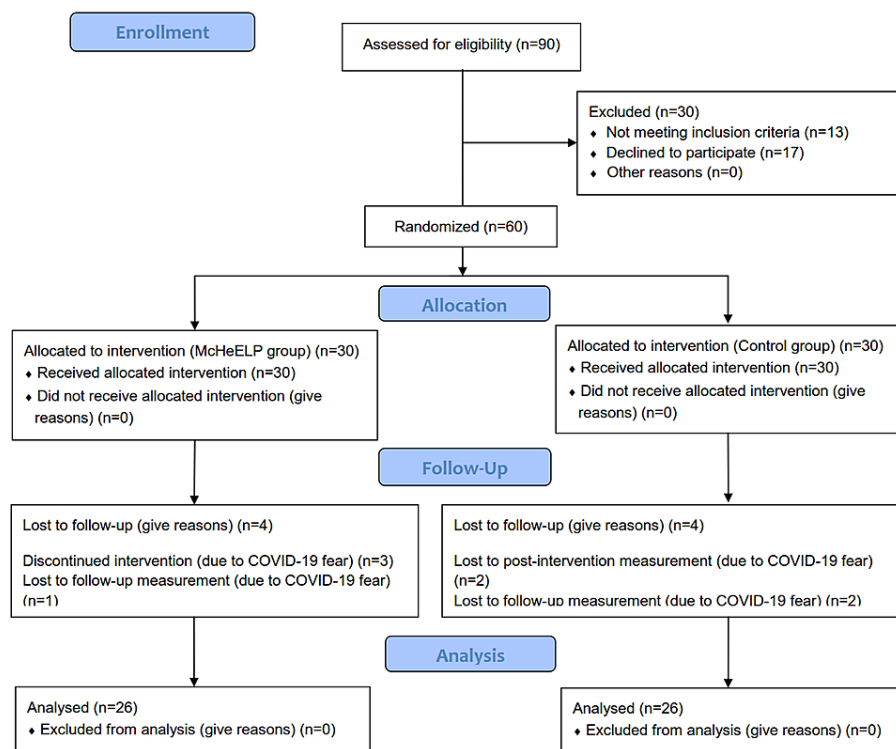 Enrollment
Assessed for eligibility (n=90)
Excluded (n=30)
♦ Not meeting inclusion criteria (n=13)
♦ Declined to participate (n=17)
♦ Other reasons (n=0)
Randomized (n=60)
Allocation
Allocated to intervention (McHeELP group) (n=30)
♦ Received allocated intervention (n=30)
♦ Did not receive allocated intervention (give
reasons) (n=0)
Allocated to intervention (Control group) (n=30)
♦ Received allocated intervention (n=30)
♦ Did not receive allocated intervention (give
reasons) (n=0)
Follow-Up
Lost to follow-up (give reasons) (n=4)
Discontinued intervention (due to COVID-19 fear) (n=3)
Lost to follow-up measurement (due to COVID-19 fear)
(n=1)
Lost to follow-up (give reasons) (n=4)
Lost to post-intervention measurement (due to COVID-19 fear)
(n=2)
Lost to follow-up measurement (due to COVID-19 fear) (n=2)
Analysis
Analysed (n=26)
♦ Excluded from analysis (give reasons) (n=0)
Analysed (n=26)
♦ Excluded from analysis (give reasons) (n=0)